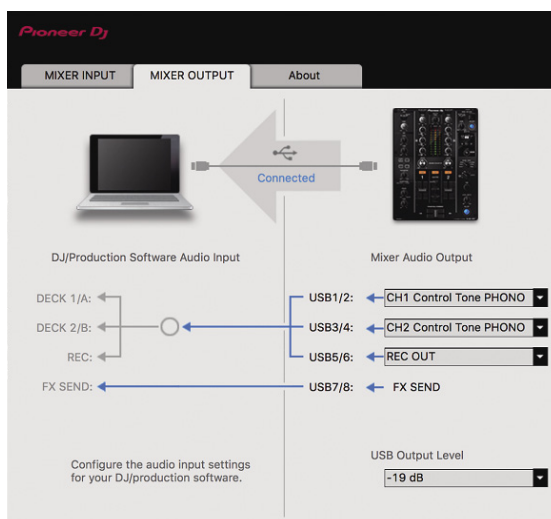 Pioneer Dj
MIXER INPUT
MIXER OUTPUT
About
Connected
DJ/Production Software Audio Input
Mixer Audio Output
DECK 1/A:
USB1/2:
CH1 Control Tone PHONO
DECK 2/B:
USB3/4:
CH2 Control Tone PHONO
REC:
USB5/6:
REC OUT
FX SEND:
USB7/8:
FX SEND
Configure the audio input settings
for your DJ/production software.
USB Output Level
-19 dB